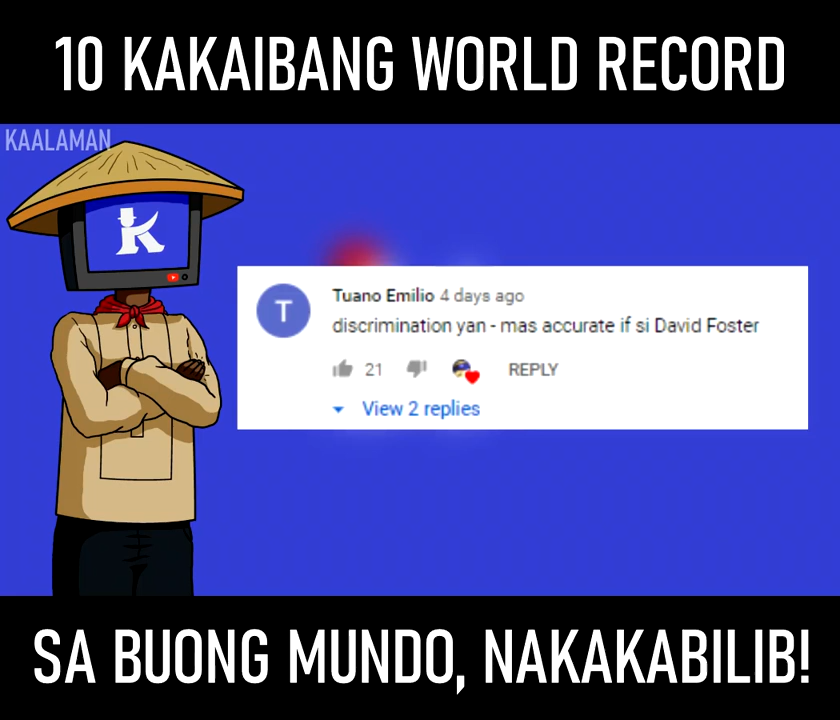 10 KAKAIBANG WORLD RECORD
KAALAMAN
K
T
Tuano Emilio 4 days ago
discrimination yan - mas accurate if si David Foster
21
REPLY
View 2 replies
SA BUONG MUNDO, NAKAKABILIB!